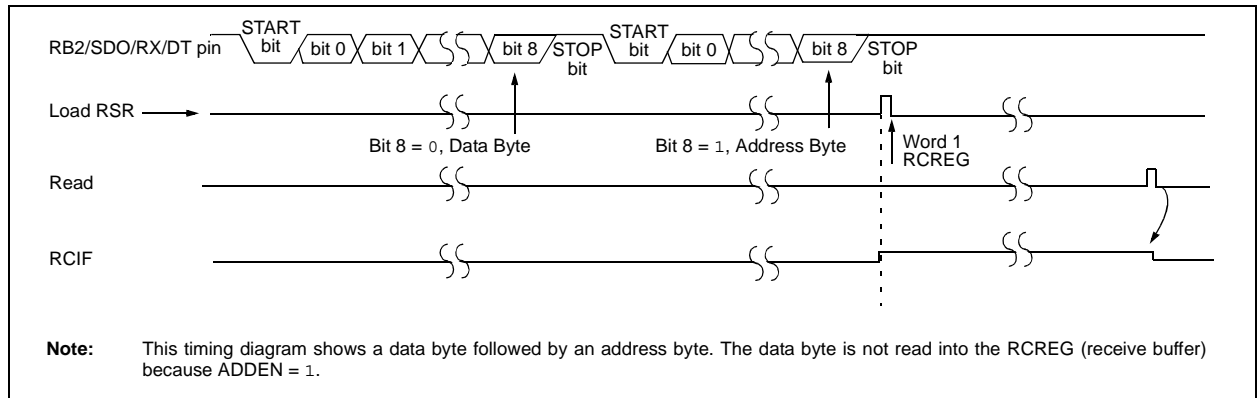 START
bit
bit 0
bit 1
bit 8
STOP
bit
START
bit
bit 0
bit 8
STOP
bit
RB2/SDO/RX/DT pin
Load RSR
Bit 8 = 0, Data Byte
Bit 8 = 1, Address Byte
Word 1
RCREG
Read
RCIF
Note: This timing diagram shows a data byte followed by an address byte. The data byte is not read into the RCREG (receive buffer)
because ADDEN = 1.